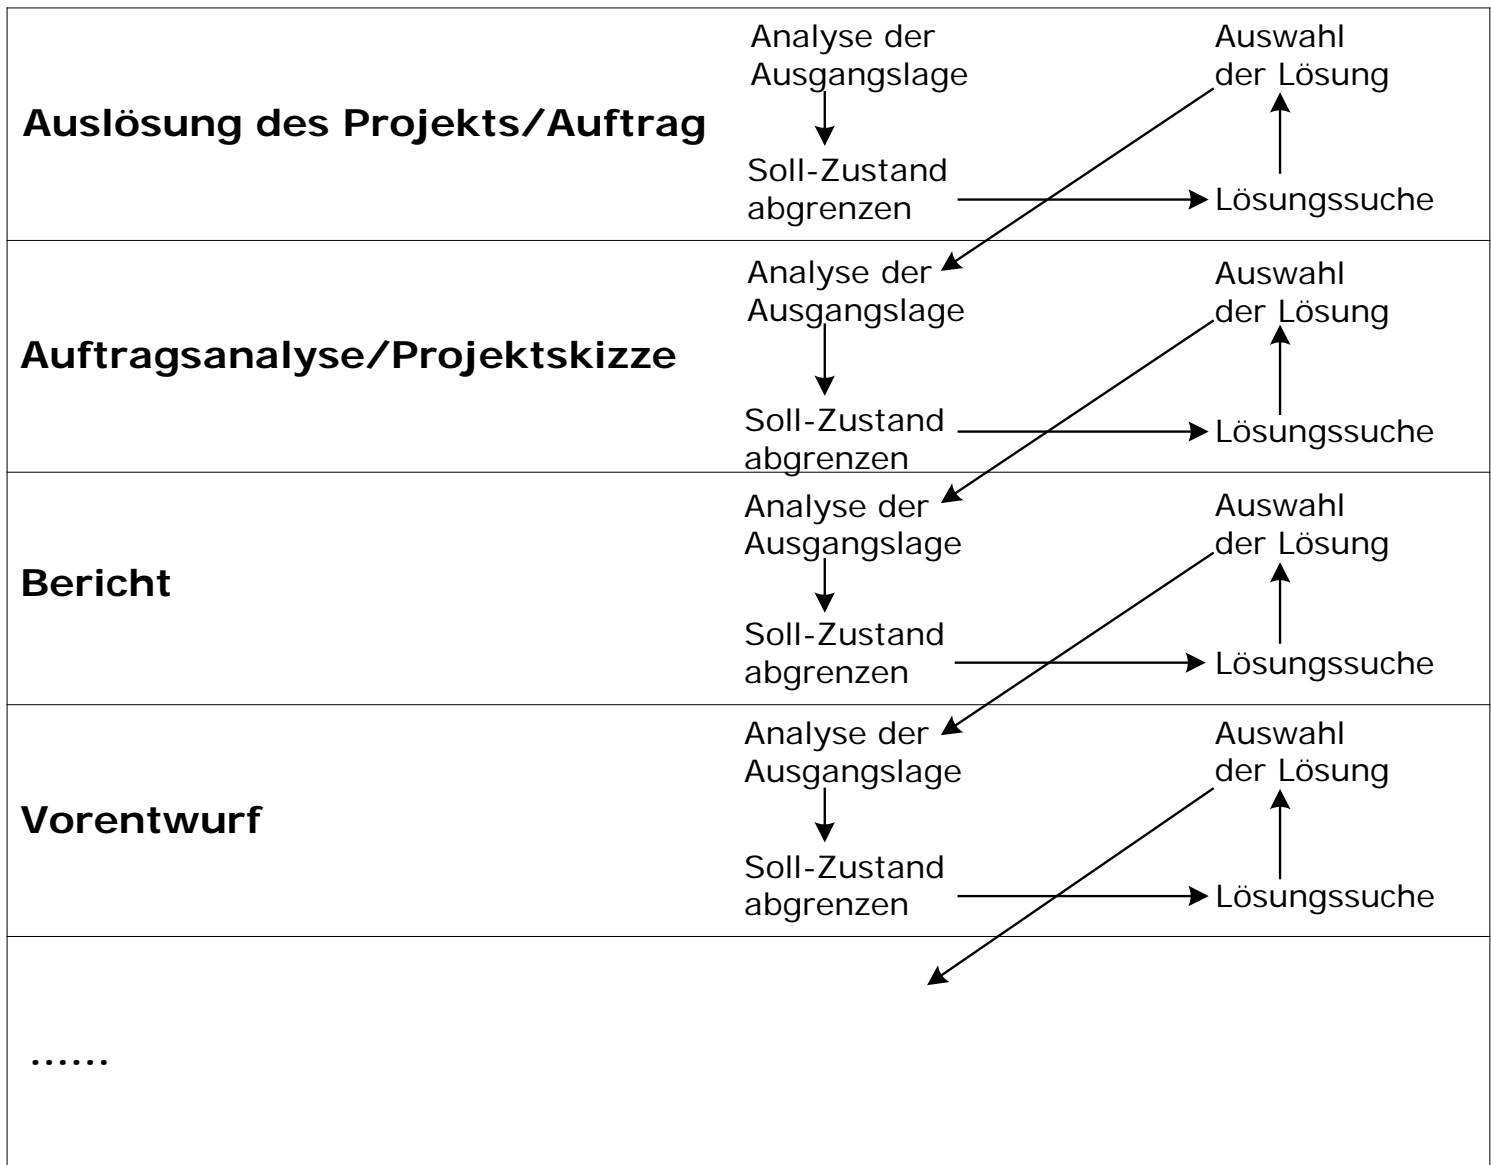 Auslösung des Projekts/Auftrag
Analyse der
Ausgangslage
Soll-Zustand
abgrenzen
Lösungssuche
Auswahl
der Lösung
Auftragsanalyse/Projektskizze
Analyse der
Ausgangslage
Soll-Zustand
abgrenzen
Lösungssuche
Auswahl
der Lösung
Bericht
Analyse der
Ausgangslage
Soll-Zustand
abgrenzen
Lösungssuche
Auswahl
der Lösung
Vorentwurf
Analyse der
Ausgangslage
Soll-Zustand
abgrenzen
Lösungssuche
Auswahl
der Lösung
......